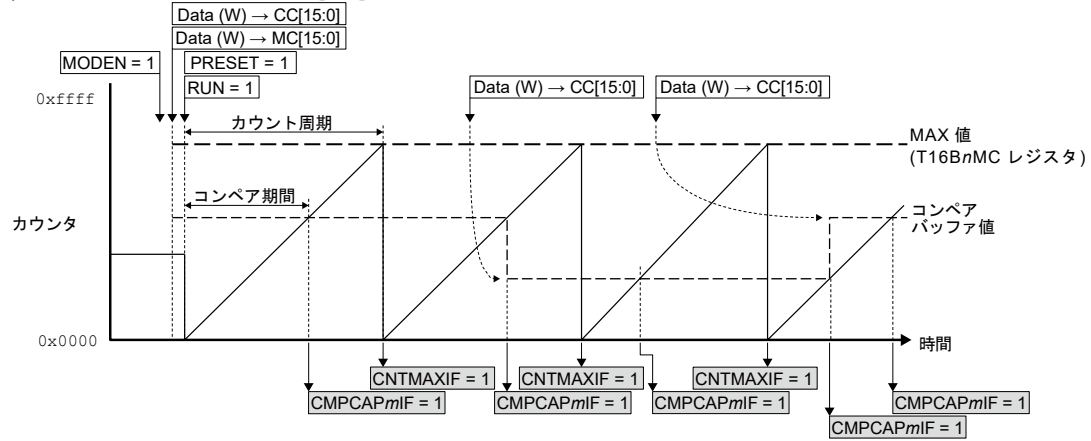 Data (W) → CC[15:0]
Data (W) → MC[15:0]
MODEN = 1
PRESET = 1
RUN = 1
Data (W) → CC[15:0]
Data (W) → CC[15:0]
0xffff
カウント周期
MAX 値
(T16BnMC レジスタ)
コンペア期間
カウンタ
コンペア
バッファ値
0x0000
時間
CNTMAXIF = 1
CNTMAXIF = 1
CNTMAXIF = 1
CMPCAPmIF = 1
CMPCAPmIF = 1
CMPCAPmIF = 1
CMPCAPmIF = 1
CMPCAPmIF = 1